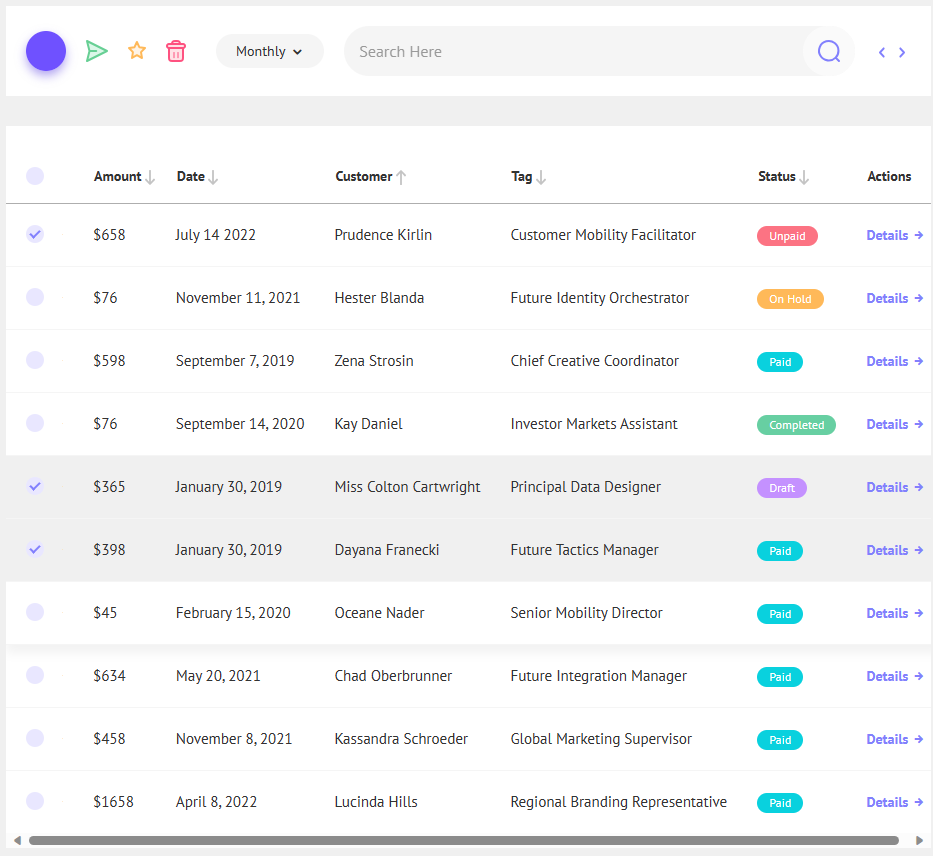 Monthly Search Here
Amount Date Customer Tag Status Actions
$658 July 14 2022 Prudence Kirlin Customer Mobility Facilitator Unpaid Details
$76 November 11, 2021 Hester Blanda Future Identity Orchestrator On Hold Details
$598 September 7, 2019 Zena Strosin Chief Creative Coordinator Paid Details
$76 September 14, 2020 Kay Daniel Investor Markets Assistant Completed Details
$365 January 30, 2019 Miss Colton Cartwright Principal Data Designer Draft Details
$398 January 30, 2019 Dayana Franecki Future Tactics Manager Paid Details
$45 February 15, 2020 Oceane Nader Senior Mobility Director Paid Details
$634 May 20, 2021 Chad Oberbrunner Future Integration Manager Paid Details
$458 November 8, 2021 Kassandra Schroeder Global Marketing Supervisor Paid Details
$1658 April 8, 2022 Lucinda Hills Regional Branding Representative Paid Details